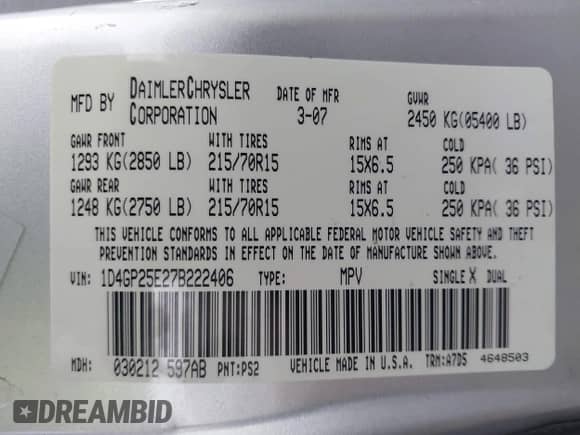 MFD BY DAIMLERCHRYSLER CORPORATION DATE OF MFR 3-07 GVWR 2450 KG(05400 LB)
GAWR FRONT WITH TIRES RIMS AT COLD
1293 KG(2850 LB) 215/70R15 15X6.5 250 KPA( 36 PSI)
GAWR REAR WITH TIRES RIMS AT COLD
1248 KG(2750 LB) 215/70R15 15X6.5 250 KPA( 36 PSI)
THIS VEHICLE CONFORMS TO ALL APPLICABLE FEDERAL MOTOR VEHICLE SAFETY AND THEFT
PREVENTION STANDARDS IN EFFECT ON THE DATE OF MANUFACTURE SHOWN ABOVE.
VIN: 1D4GP25E27B222406 TYPE: MPV SINGLE X DUAL
MDH: 030212 597AB PNT:PS2 VEHICLE MADE IN U.S.A. TRM:A7D5 4648503
DREAMBID